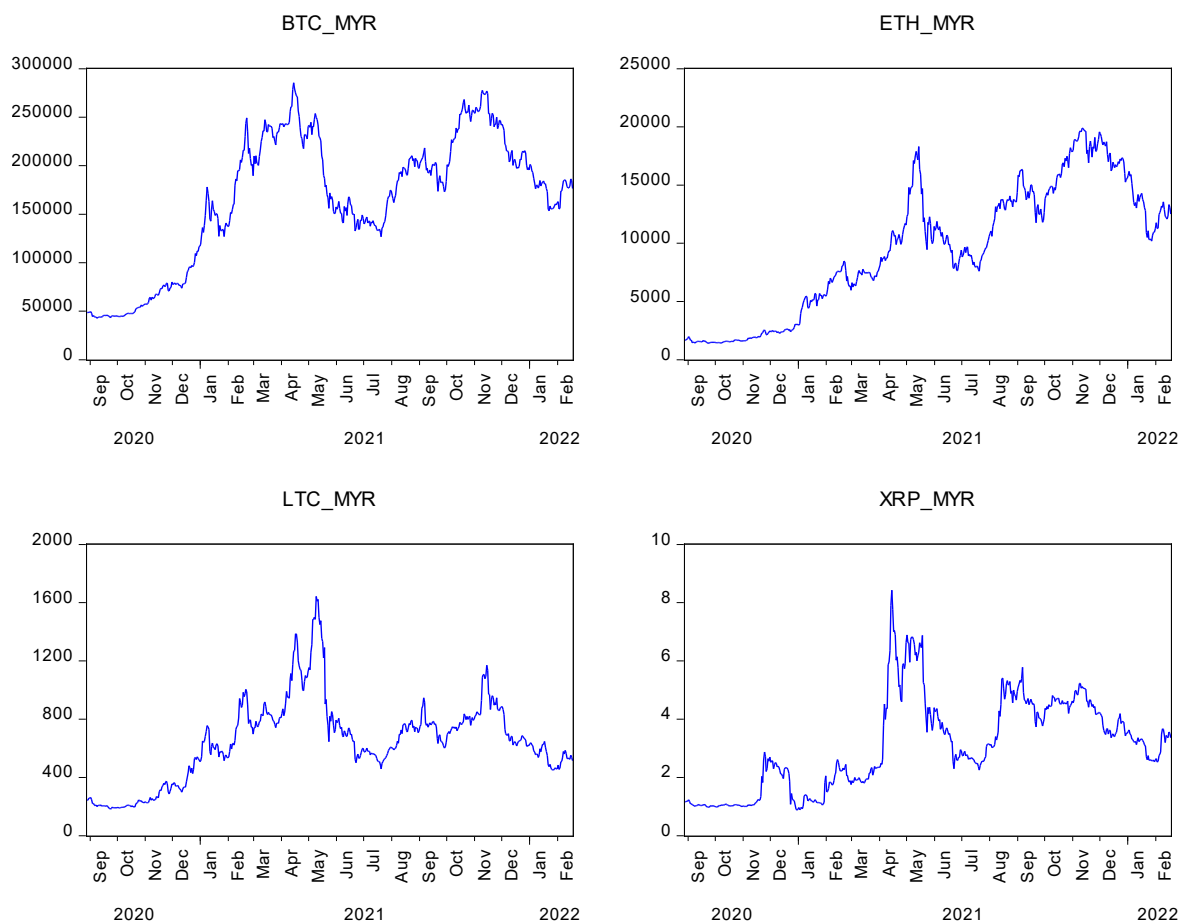 BTC_MYR
300000
250000
200000
150000
100000
50000
0
Sep Oct Nov Dec Jan Feb Mar Apr May Jun Jul Aug Sep Oct Nov Dec Jan Feb
2020 2021 2022
ETH_MYR
25000
20000
15000
10000
5000
0
Sep Oct Nov Dec Jan Feb Mar Apr May Jun Jul Aug Sep Oct Nov Dec Jan Feb
2020 2021 2022
LTC_MYR
2000
1600
1200
800
400
0
Sep Oct Nov Dec Jan Feb Mar Apr May Jun Jul Aug Sep Oct Nov Dec Jan Feb
2020 2021 2022
XRP_MYR
10
8
6
4
2
0
Sep Oct Nov Dec Jan Feb Mar Apr May Jun Jul Aug Sep Oct Nov Dec Jan Feb
2020 2021 2022